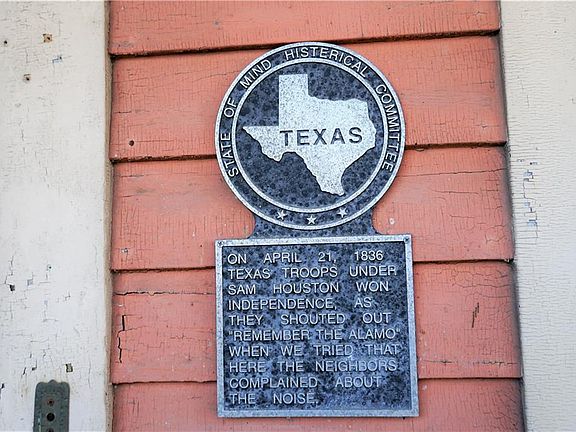 STATE OF MIND HISTERICAL COMMITTEE
TEXAS
ON APRIL 21, 1836
TEXAS TROOPS UNDER
SAM HOUSTON WON
INDEPENDENCE, AS
THEY SHOUTED OUT
"REMEMBER THE ALAMO"
WHEN WE TRIED THAT
HERE THE NEIGHBORS
COMPLAINED ABOUT
THE NOISE.